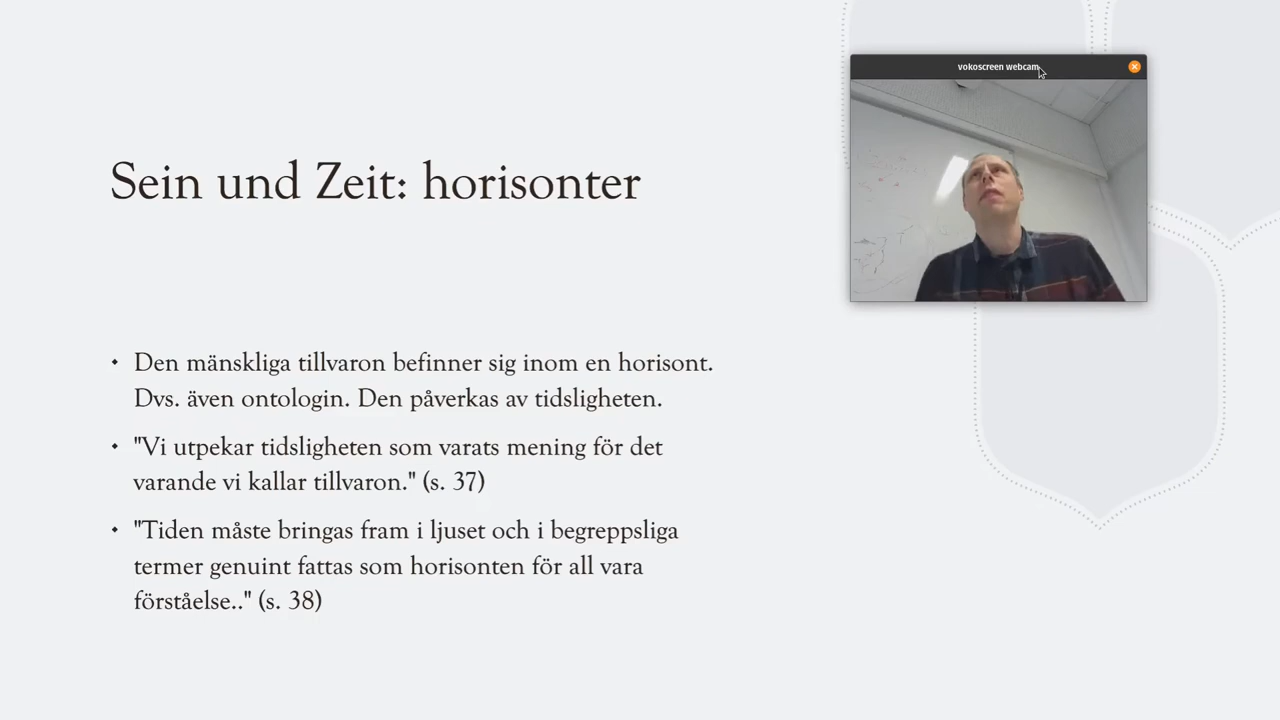 Sein und Zeit: horisonter
vokoscreen webcam
• Den mänskliga tillvaron befinner sig inom en horisont.
Dvs. även ontologin. Den påverkas av tidsligheten.
• "Vi utpekar tidsligheten som varats mening för det
varande vi kallar tillvaron." (s. 37)
• "Tiden måste bringas fram i ljuset och i begreppsliga
termer genuint fattas som horisonten för all vara
förståelse.." (s. 38)